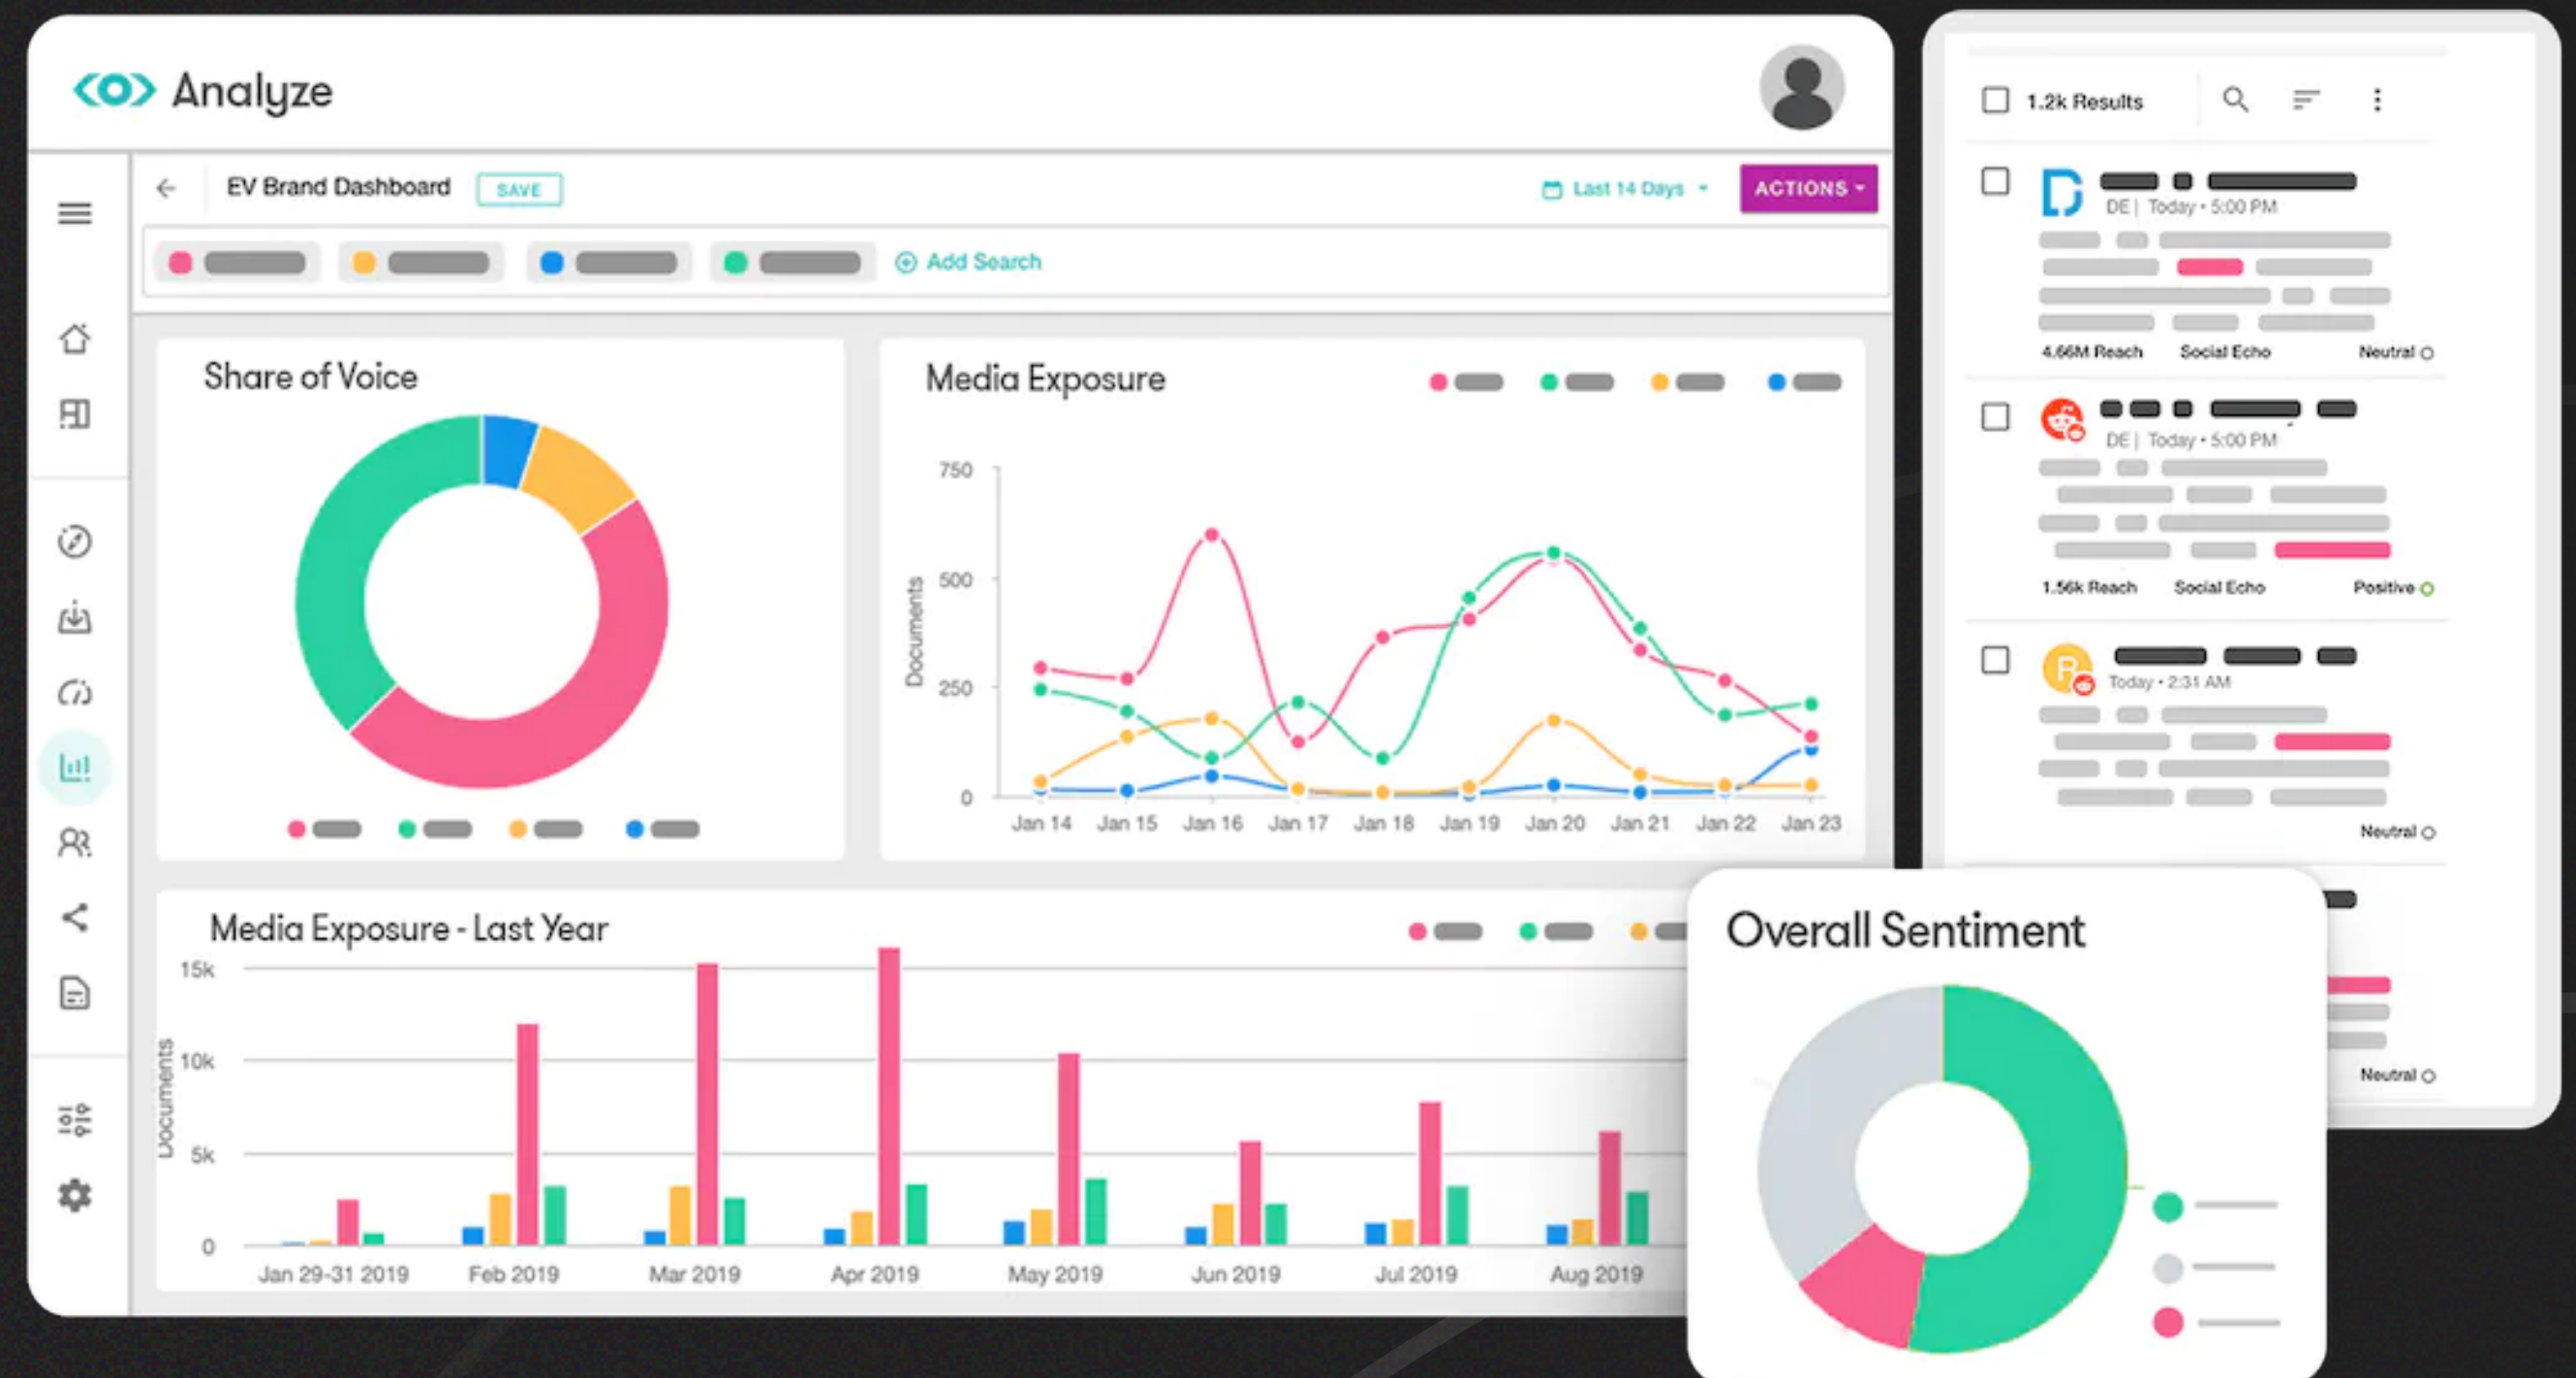 Analyze
EV Brand Dashboard SAVE Last 14 Days ACTIONS
Add Search
Share of Voice
Media Exposure
Documents
750
500
250
0
Jan 14 Jan 15 Jan 16 Jan 17 Jan 18 Jan 19 Jan 20 Jan 21 Jan 22 Jan 23
Media Exposure - Last Year
Documents
15k
10k
5k
0
Jan 29-31 2019 Feb 2019 Mar 2019 Apr 2019 May 2019 Jun 2019 Jul 2019 Aug 2019
1.2k Results
DE | Today • 5:00 PM
4.66M Reach Social Echo Neutral
DE | Today • 5:00 PM
1.56k Reach Social Echo Positive
R
Today • 2:31 AM
Neutral
Neutral
Overall Sentiment